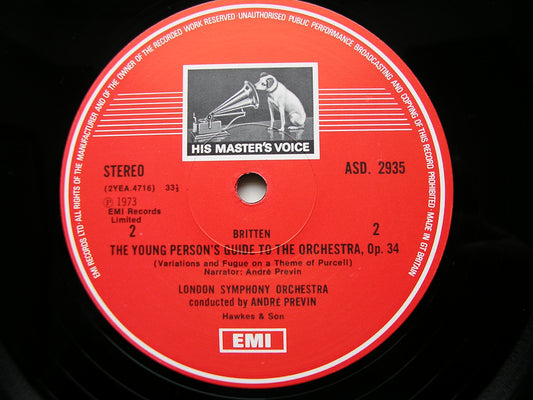 EMI RECORDS LTD·ALL RIGHTS OF THE MANUFACTURER AND OF THE OWNER OF THE RECORDED WORK RESERVED·UNAUTHORISED PUBLIC PERFORMANCE BROADCASTING AND COPYING OF THIS RECORD PROHIBITED MADE IN GT BRITAIN
HIS MASTER'S VOICE
STEREO
ASD. 2935
(2YEA.4716) 33⅓
Ⓟ 1973
EMI Records
Limited
2
2
BRITTEN
THE YOUNG PERSON'S GUIDE TO THE ORCHESTRA, Op. 34
(Variations and Fugue on a Theme of Purcell)
Narrator: André Previn
LONDON SYMPHONY ORCHESTRA
conducted by ANDRÉ PREVIN
Hawkes & Son
EMI